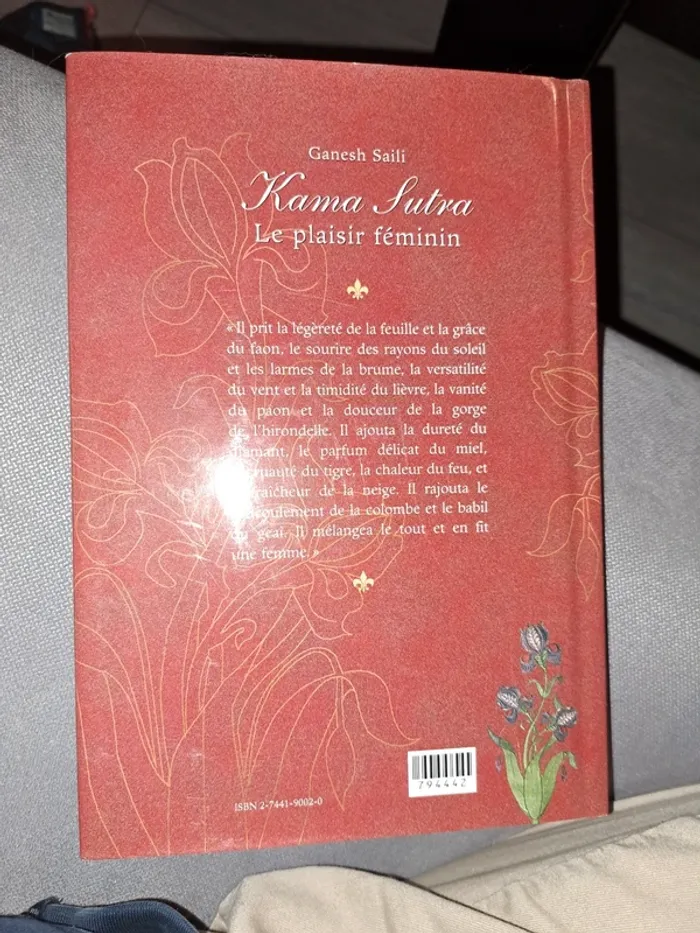 Ganesh Saili
Kama Sutra
Le plaisir féminin
« Il prit la légèreté de la feuille et la grâce
du faon, le sourire des rayons du soleil
et les larmes de la brume, la versatilité
du vent et la timidité du lièvre, la vanité
du paon et la douceur de la gorge
de l'hirondelle. Il ajouta la dureté du
diamant, le parfum délicat du miel,
du tigre, la chaleur du feu, et
de la neige. Il rajouta le
de la colombe et le babil
geai. Il mélangea le tout et en fit
une femme. »
ISBN 2-7441-9002-0
794442